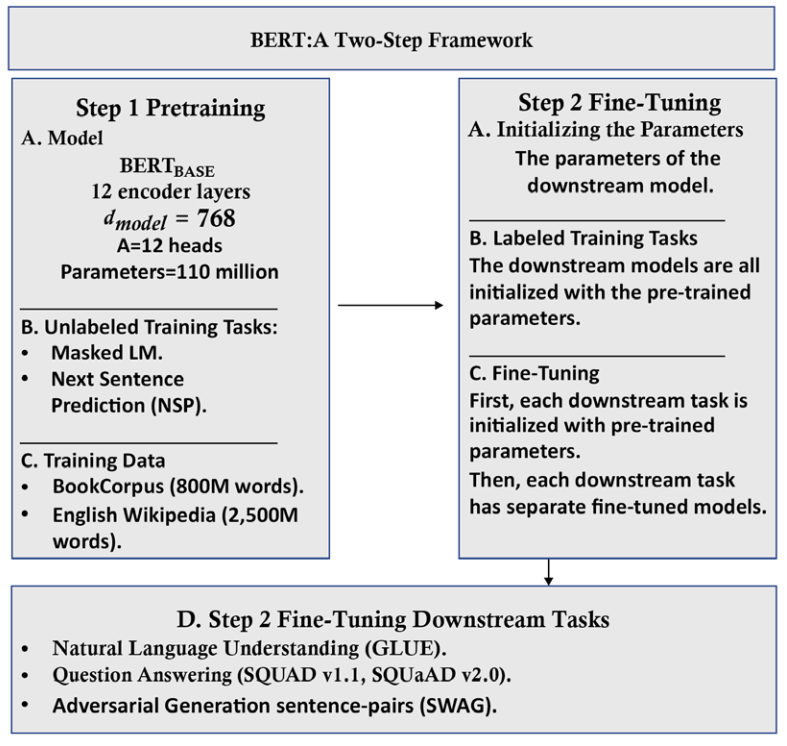 BERT:A Two-Step Framework
Step 1 Pretraining
A. Model
BERTBASE
12 encoder layers
dmodel = 768
A=12 heads
Parameters=110 million
B. Unlabeled Training Tasks:
• Masked LM.
• Next Sentence
Prediction (NSP).
C. Training Data
• BookCorpus (800M words).
• English Wikipedia (2,500M
words).
Step 2 Fine-Tuning
A. Initializing the Parameters
The parameters of the
downstream model.
B. Labeled Training Tasks
The downstream models are all
initialized with the pre-trained
parameters.
C. Fine-Tuning
First, each downstream task is
initialized with pre-trained
parameters.
Then, each downstream task
has separate fine-tuned models.
D. Step 2 Fine-Tuning Downstream Tasks
• Natural Language Understanding (GLUE).
• Question Answering (SQUAD v1.1, SQUaAD v2.0).
• Adversarial Generation sentence-pairs (SWAG).